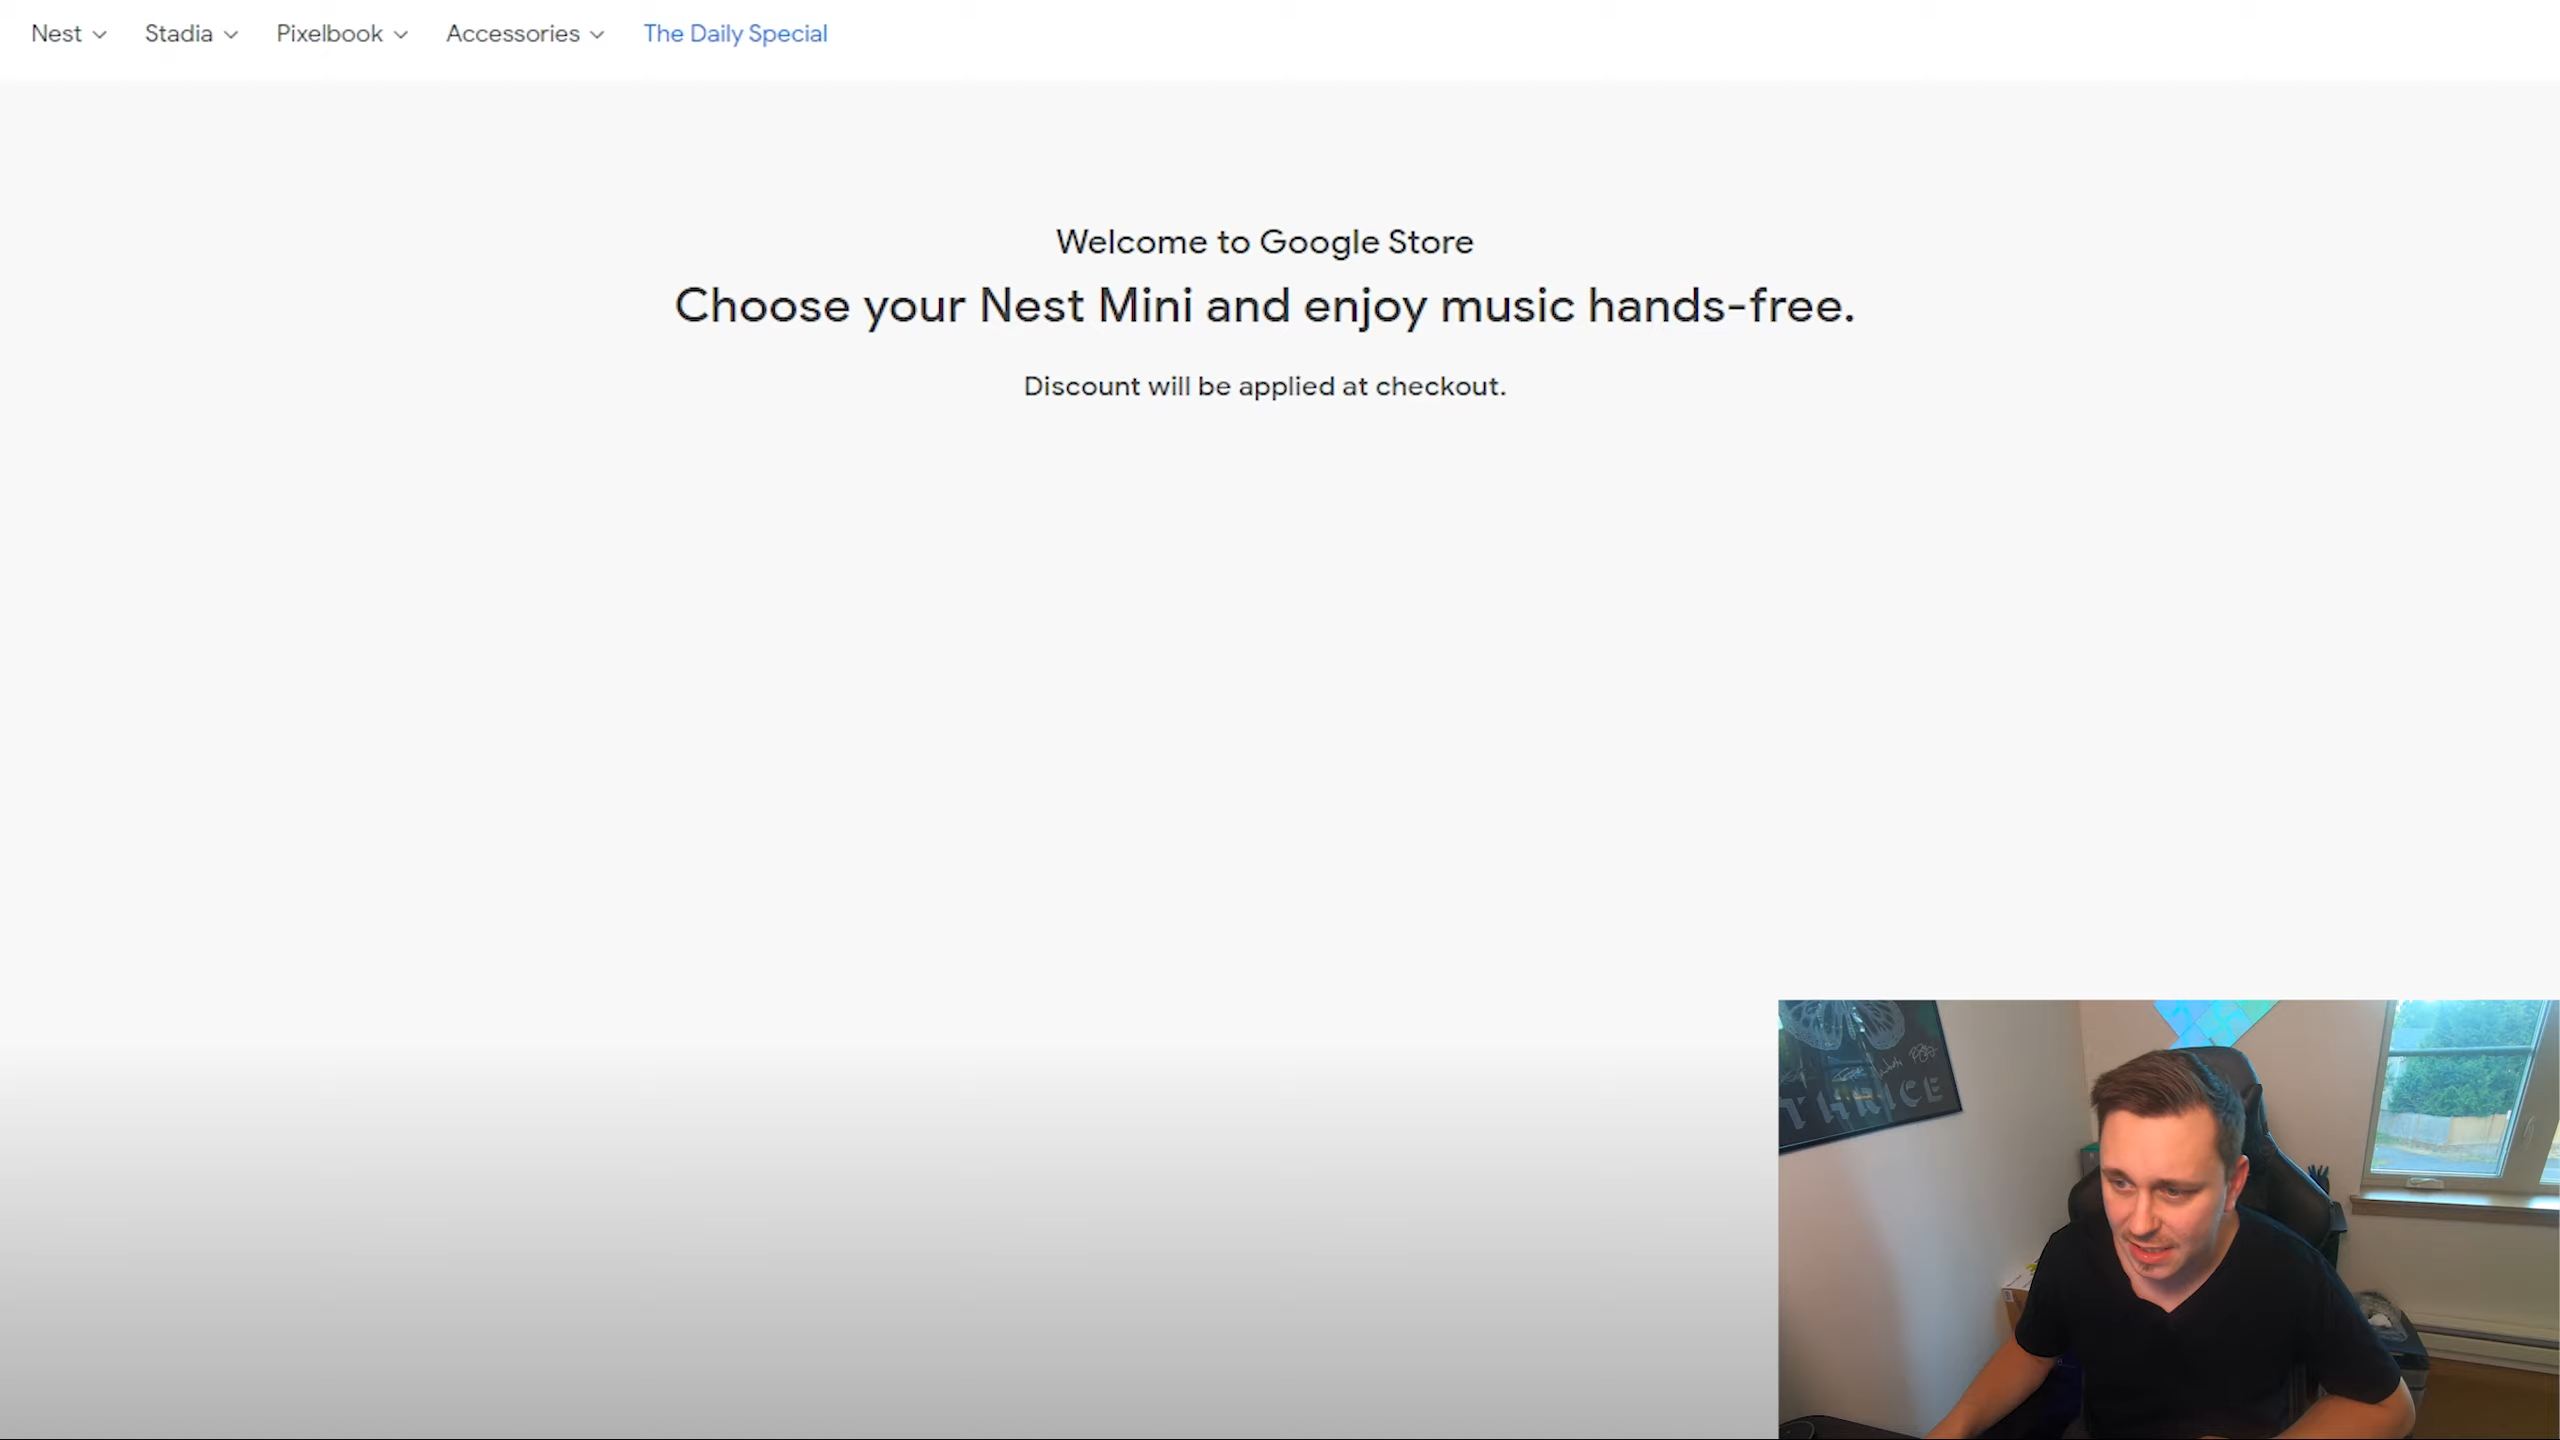 Nest
Stadia
Pixelbook
Accessories
The Daily Special
Welcome to Google Store
Choose your Nest Mini and enjoy music hands-free.
Discount will be applied at checkout.
THRICE